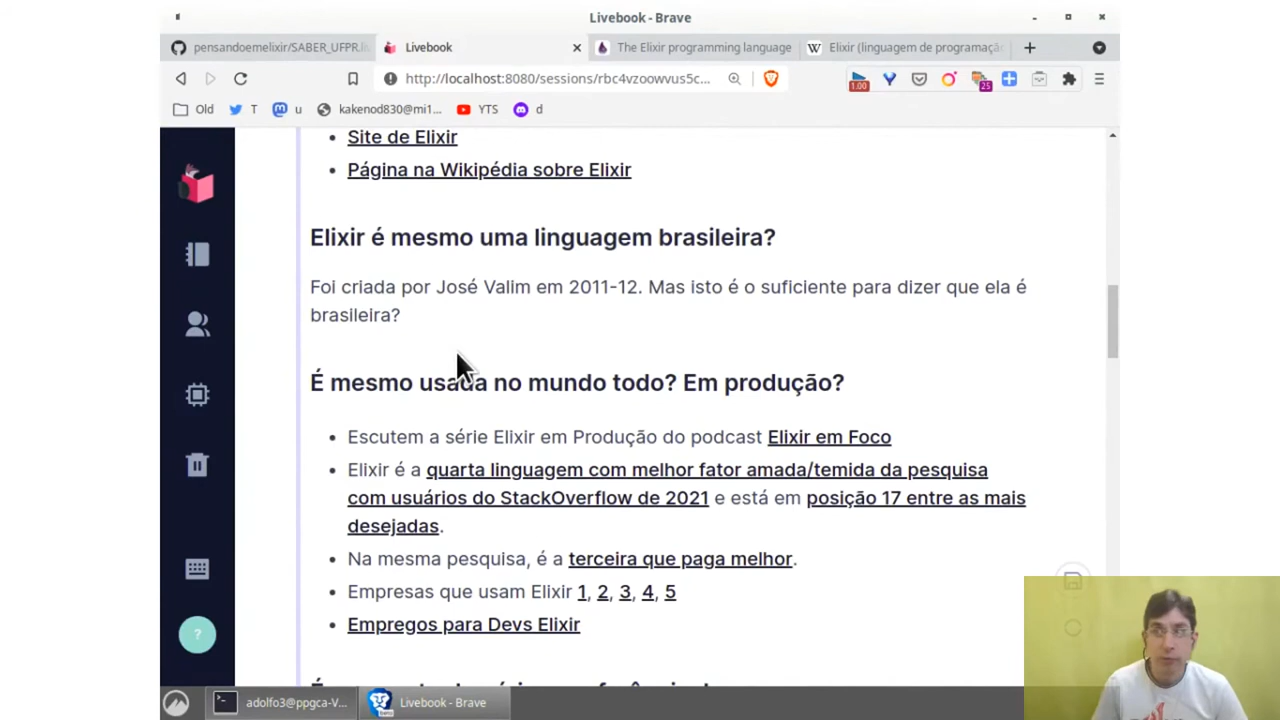 Livebook - Brave
pensandoemelixir/SABER_UFPR.li
Livebook
The Elixir programming language
Elixir (linguagem de programaçã
http://localhost:8080/sessions/rbc4vzoowvus5c...
1.00
25
Old
T
u
kakenod830@mi1...
YTS
d
Site de Elixir
Página na Wikipédia sobre Elixir
Elixir é mesmo uma linguagem brasileira?
Foi criada por José Valim em 2011-12. Mas isto é o suficiente para dizer que ela é
brasileira?
É mesmo usada no mundo todo? Em produção?
Escutem a série Elixir em Produção do podcast Elixir em Foco
Elixir é a quarta linguagem com melhor fator amada/temida da pesquisa
com usuários do StackOverflow de 2021 e está em posição 17 entre as mais
desejadas.
Na mesma pesquisa, é a terceira que paga melhor.
Empresas que usam Elixir 1, 2, 3, 4, 5
Empregos para Devs Elixir
?
adolfo3@ppgca-V...
Livebook - Brave